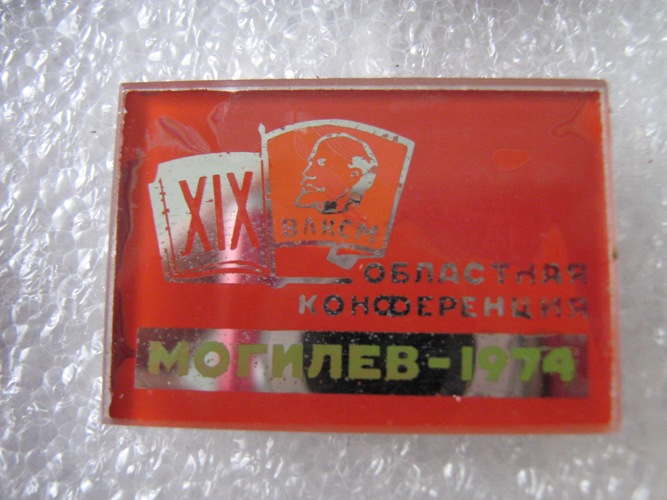 XIX
ВЛКСМ
ОБЛАСТНАЯ
КОНФЕРЕНЦИЯ
МОГИЛЕВ-1974